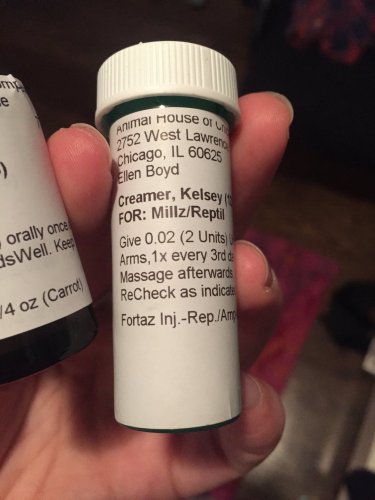 orally once
dsWell. Keep
/4 oz (Carrot)
Animal House of
2752 West Lawrence
Chicago, IL 60625
Ellen Boyd
Creamer, Kelsey
FOR: Millz/Reptil
Give 0.02 (2 Units)
Arms,1x every 3rd
Massage afterwards.
ReCheck as indicate
Fortaz Inj.-Rep./Amp